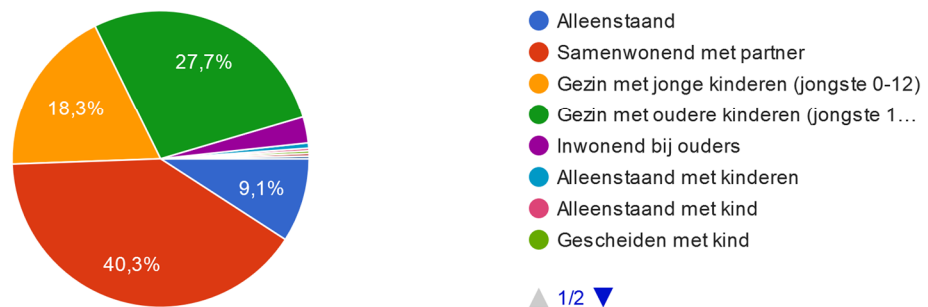 27,7%
18,3%
9,1%
40,3%
Alleenstaand
Samenwonend met partner
Gezin met jonge kinderen (jongste 0-12)
Gezin met oudere kinderen (jongste 1…
Inwonend bij ouders
Alleenstaand met kinderen
Alleenstaand met kind
Gescheiden met kind
1/2